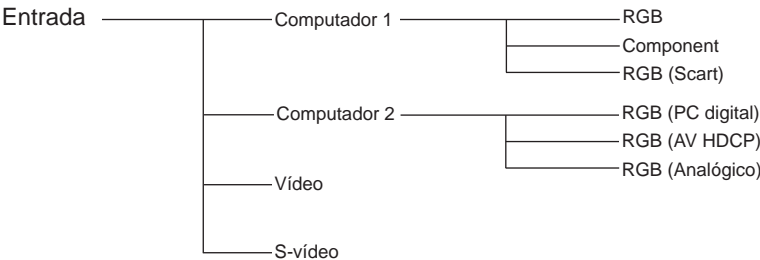 Entrada
Computador 1
RGB
Component
RGB (Scart)
Computador 2
RGB (PC digital)
RGB (AV HDCP)
RGB (Analógico)
Vídeo
S-vídeo